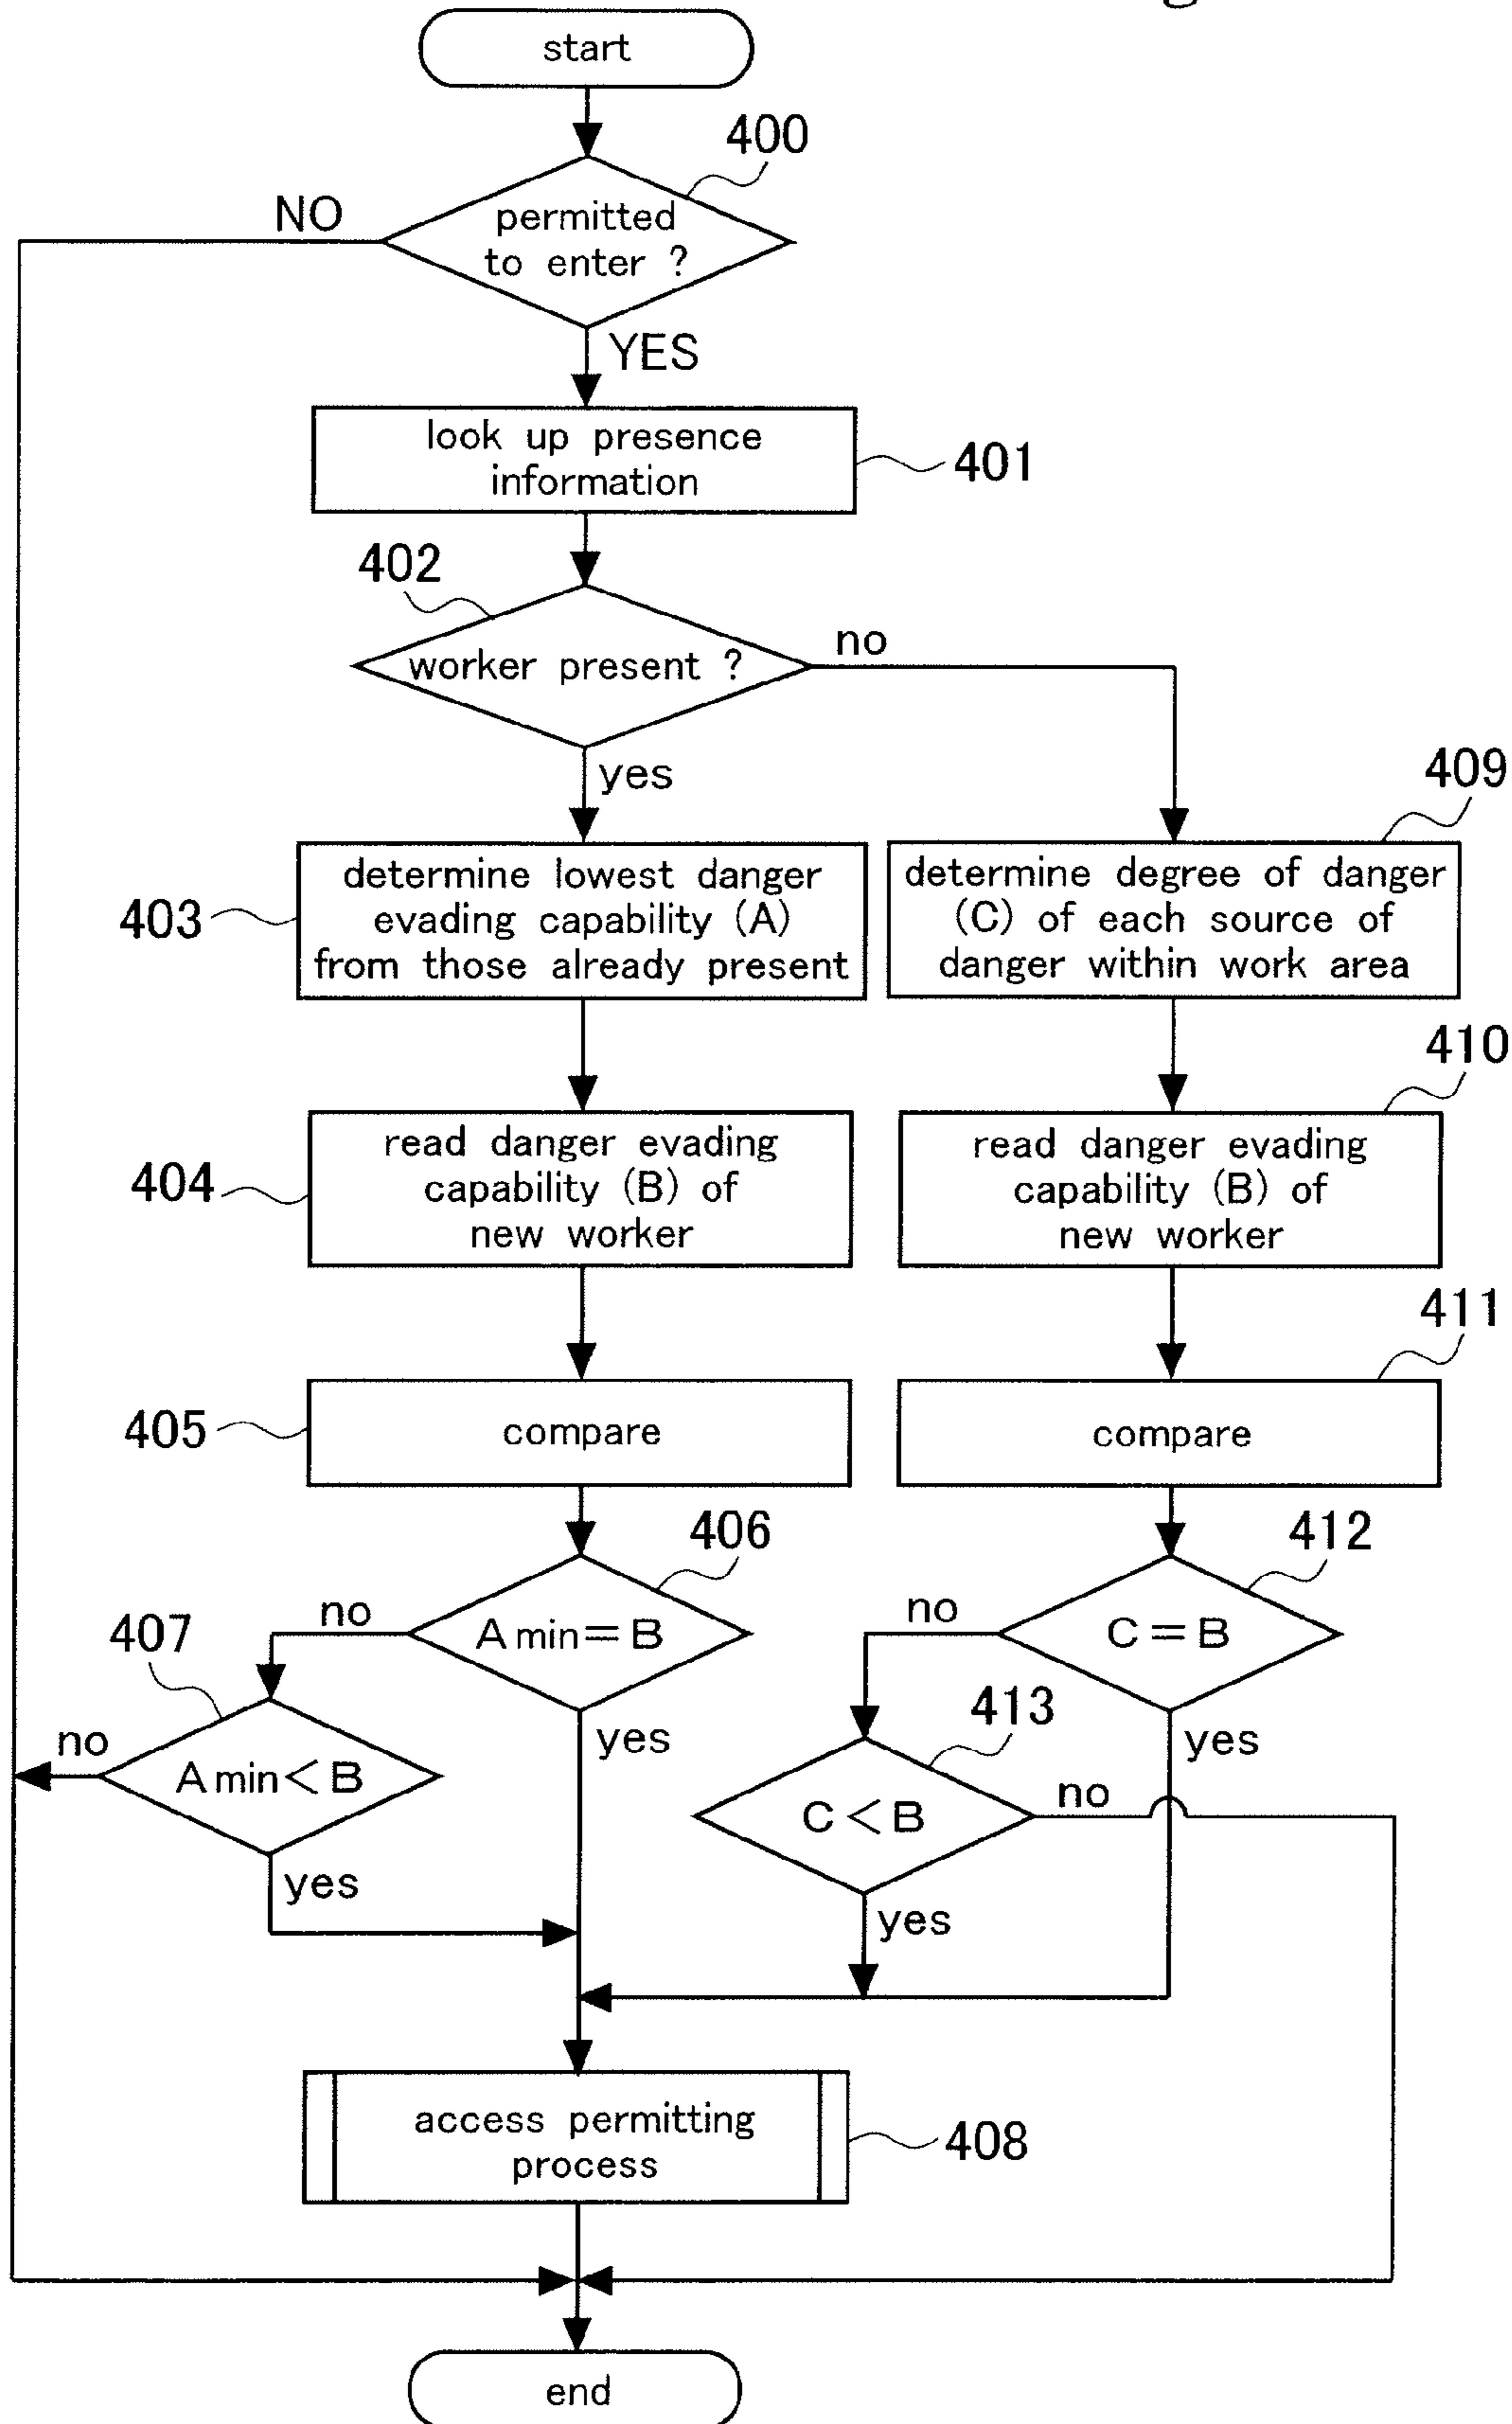 start
400
NO
permitted
to enter ?
YES
look up presence
information
401
402
worker present ?
no
yes
409
403
determine lowest danger
evading capability (A)
from those already present
determine degree of danger
(C) of each source of
danger within work area
410
404
read danger evading
capability (B) of
new worker
read danger evading
capability (B) of
new worker
411
405
compare
compare
406
412
407
no
A min=B
no
C=B
413
no
A min<B
yes
yes
C<B
no
yes
yes
access permitting
process
408
end